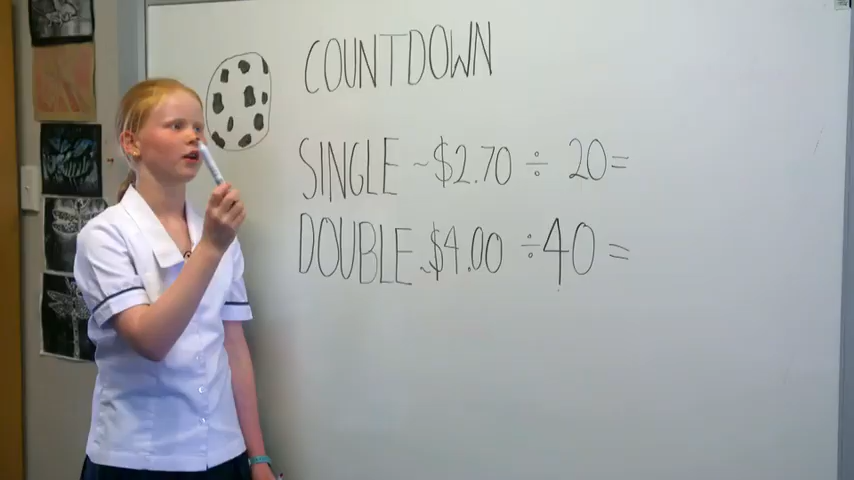 COUNTDOWN
SINGLE ~$2.70 ÷ 20=
DOUBLE ~$4.00 ÷40 =